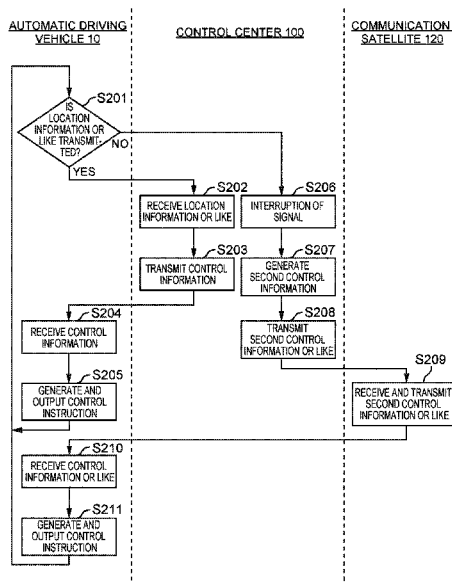 AUTOMATIC DRIVING
VEHICLE 10
CONTROL CENTER 100
COMMUNICATION
SATELLITE 120
S201
IS
LOCATION
INFORMATION OR
LIKE TRANSMIT-
TED?
NO
YES
S202
RECEIVE LOCATION
INFORMATION OR LIKE
S206
INTERRUPTION OF
SIGNAL
S203
TRANSMIT CONTROL
INFORMATION
S207
GENERATE
SECOND CONTROL
INFORMATION
S204
RECEIVE CONTROL
INFORMATION
S208
TRANSMIT
SECOND CONTROL
INFORMATION OR LIKE
S205
GENERATE AND
OUTPUT CONTROL
INSTRUCTION
S209
RECEIVE AND TRANSMIT
SECOND CONTROL
INFORMATION OR LIKE
S210
RECEIVE CONTROL
INFORMATION OR LIKE
S211
GENERATE AND
OUTPUT CONTROL
INSTRUCTION